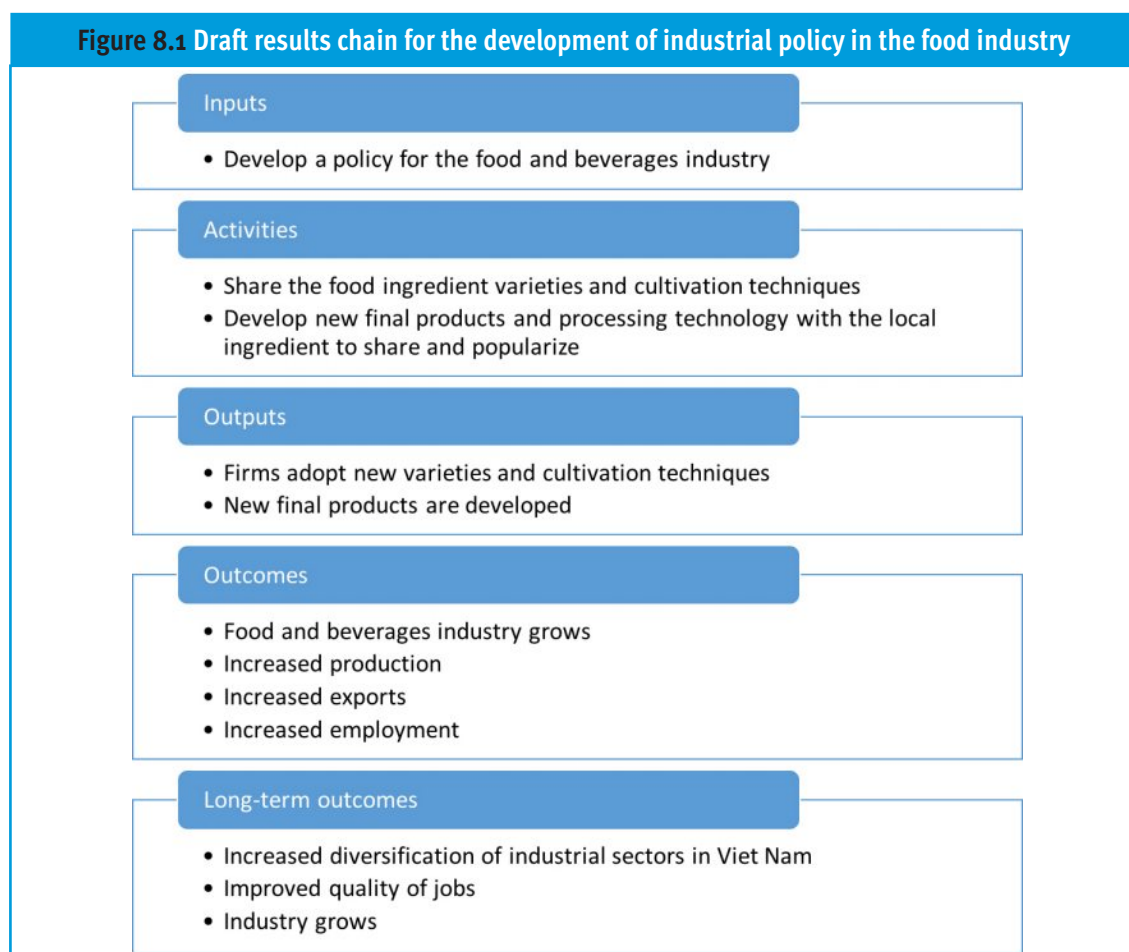 Figure 8.1 Draft results chain for the development of industrial policy in the food industry
Inputs
• Develop a policy for the food and beverages industry
Activities
• Share the food ingredient varieties and cultivation techniques
• Develop new final products and processing technology with the local
ingredient to share and popularize
Outputs
• Firms adopt new varieties and cultivation techniques
• New final products are developed
Outcomes
• Food and beverages industry grows
• Increased production
• Increased exports
• Increased employment
Long-term outcomes
• Increased diversification of industrial sectors in Viet Nam
• Improved quality of jobs
• Industry grows